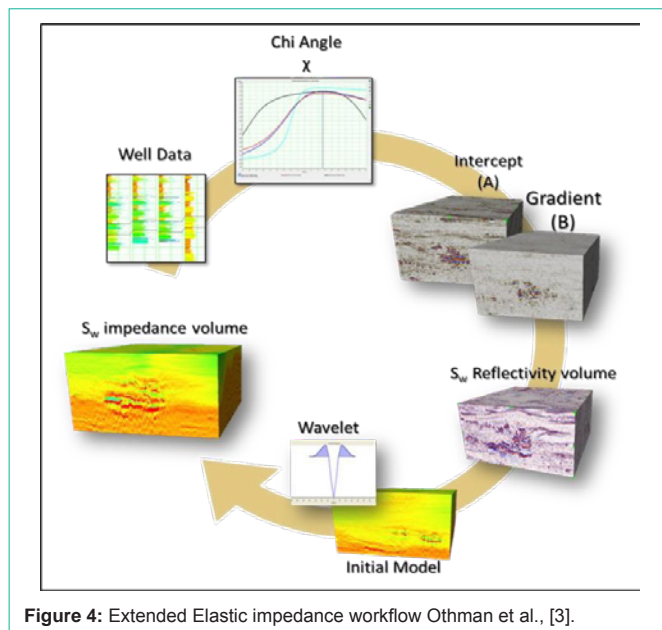 Chi Angle
χ
Well Data
Intercept
(A)
Gradient
(B)
Sw impedance volume
Sw Reflectivity volume
Wavelet
Initial Model
Figure 4: Extended Elastic impedance workflow Othman et al., [3].